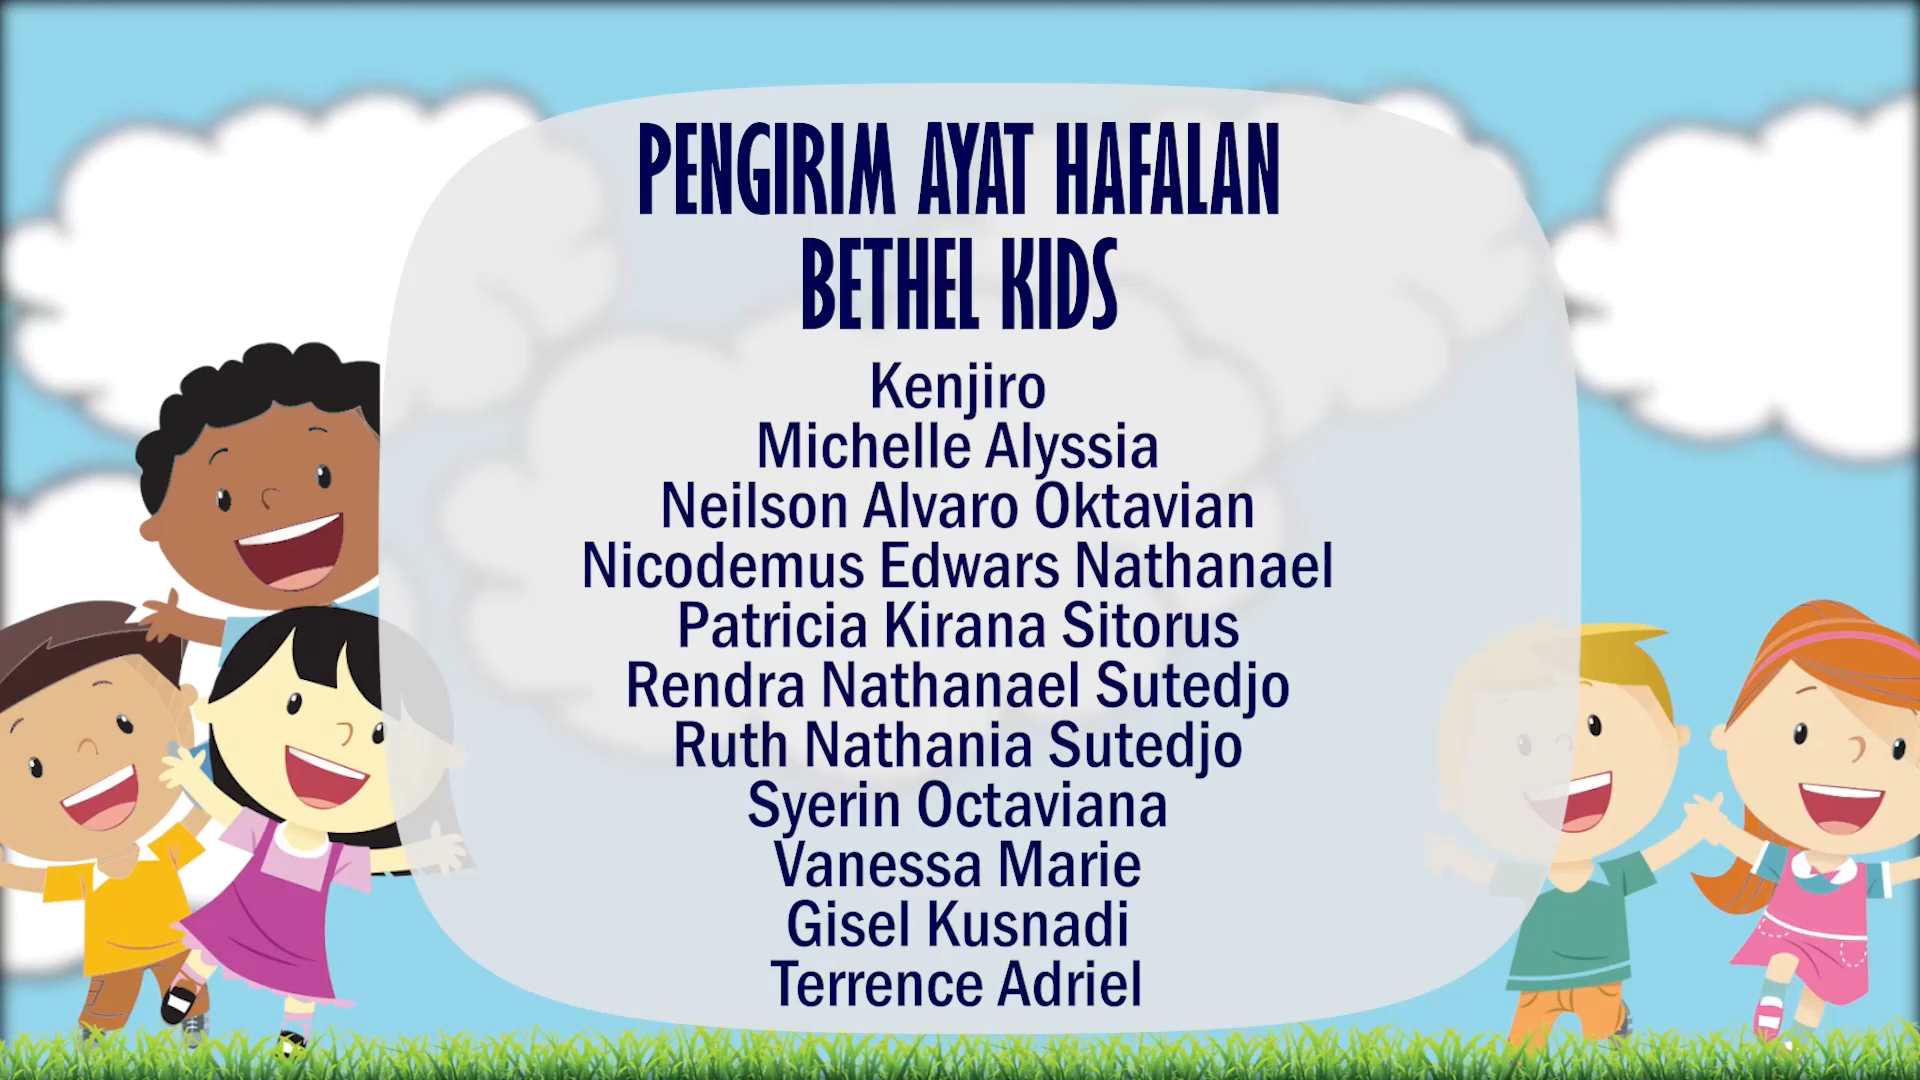 PENGIRIM AYAT HAFALAN
BETHEL KIDS
Kenjiro
Michelle Alyssia
Neilson Alvaro Oktavian
Nicodemus Edwars Nathanael
Patricia Kirana Sitorus
Rendra Nathanael Sutedjo
Ruth Nathania Sutedjo
Syerin Octaviana
Vanessa Marie
Gisel Kusnadi
Terrence Adriel